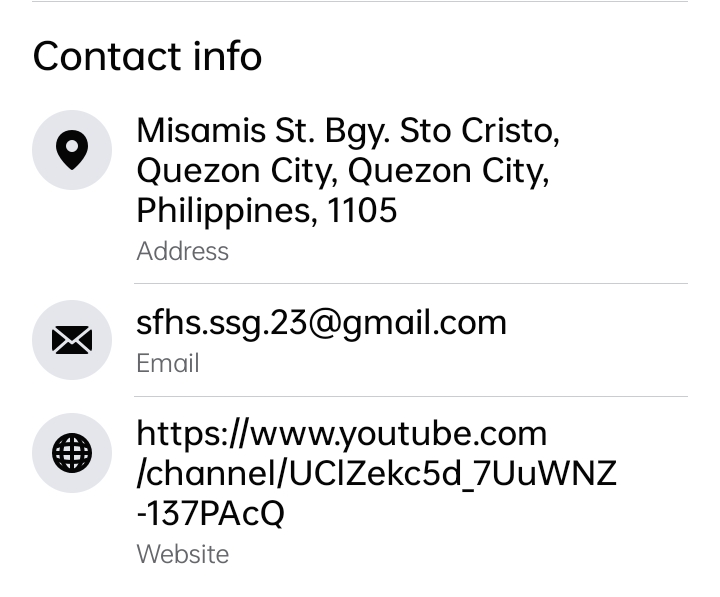 Contact info
Misamis St. Bgy. Sto Cristo,
Quezon City, Quezon City,
Philippines, 1105
Address
sfhs.ssg.23@gmail.com
Email
https://www.youtube.com
/channel/UClZekc5d_7UuWNZ
-137PAcQ
Website